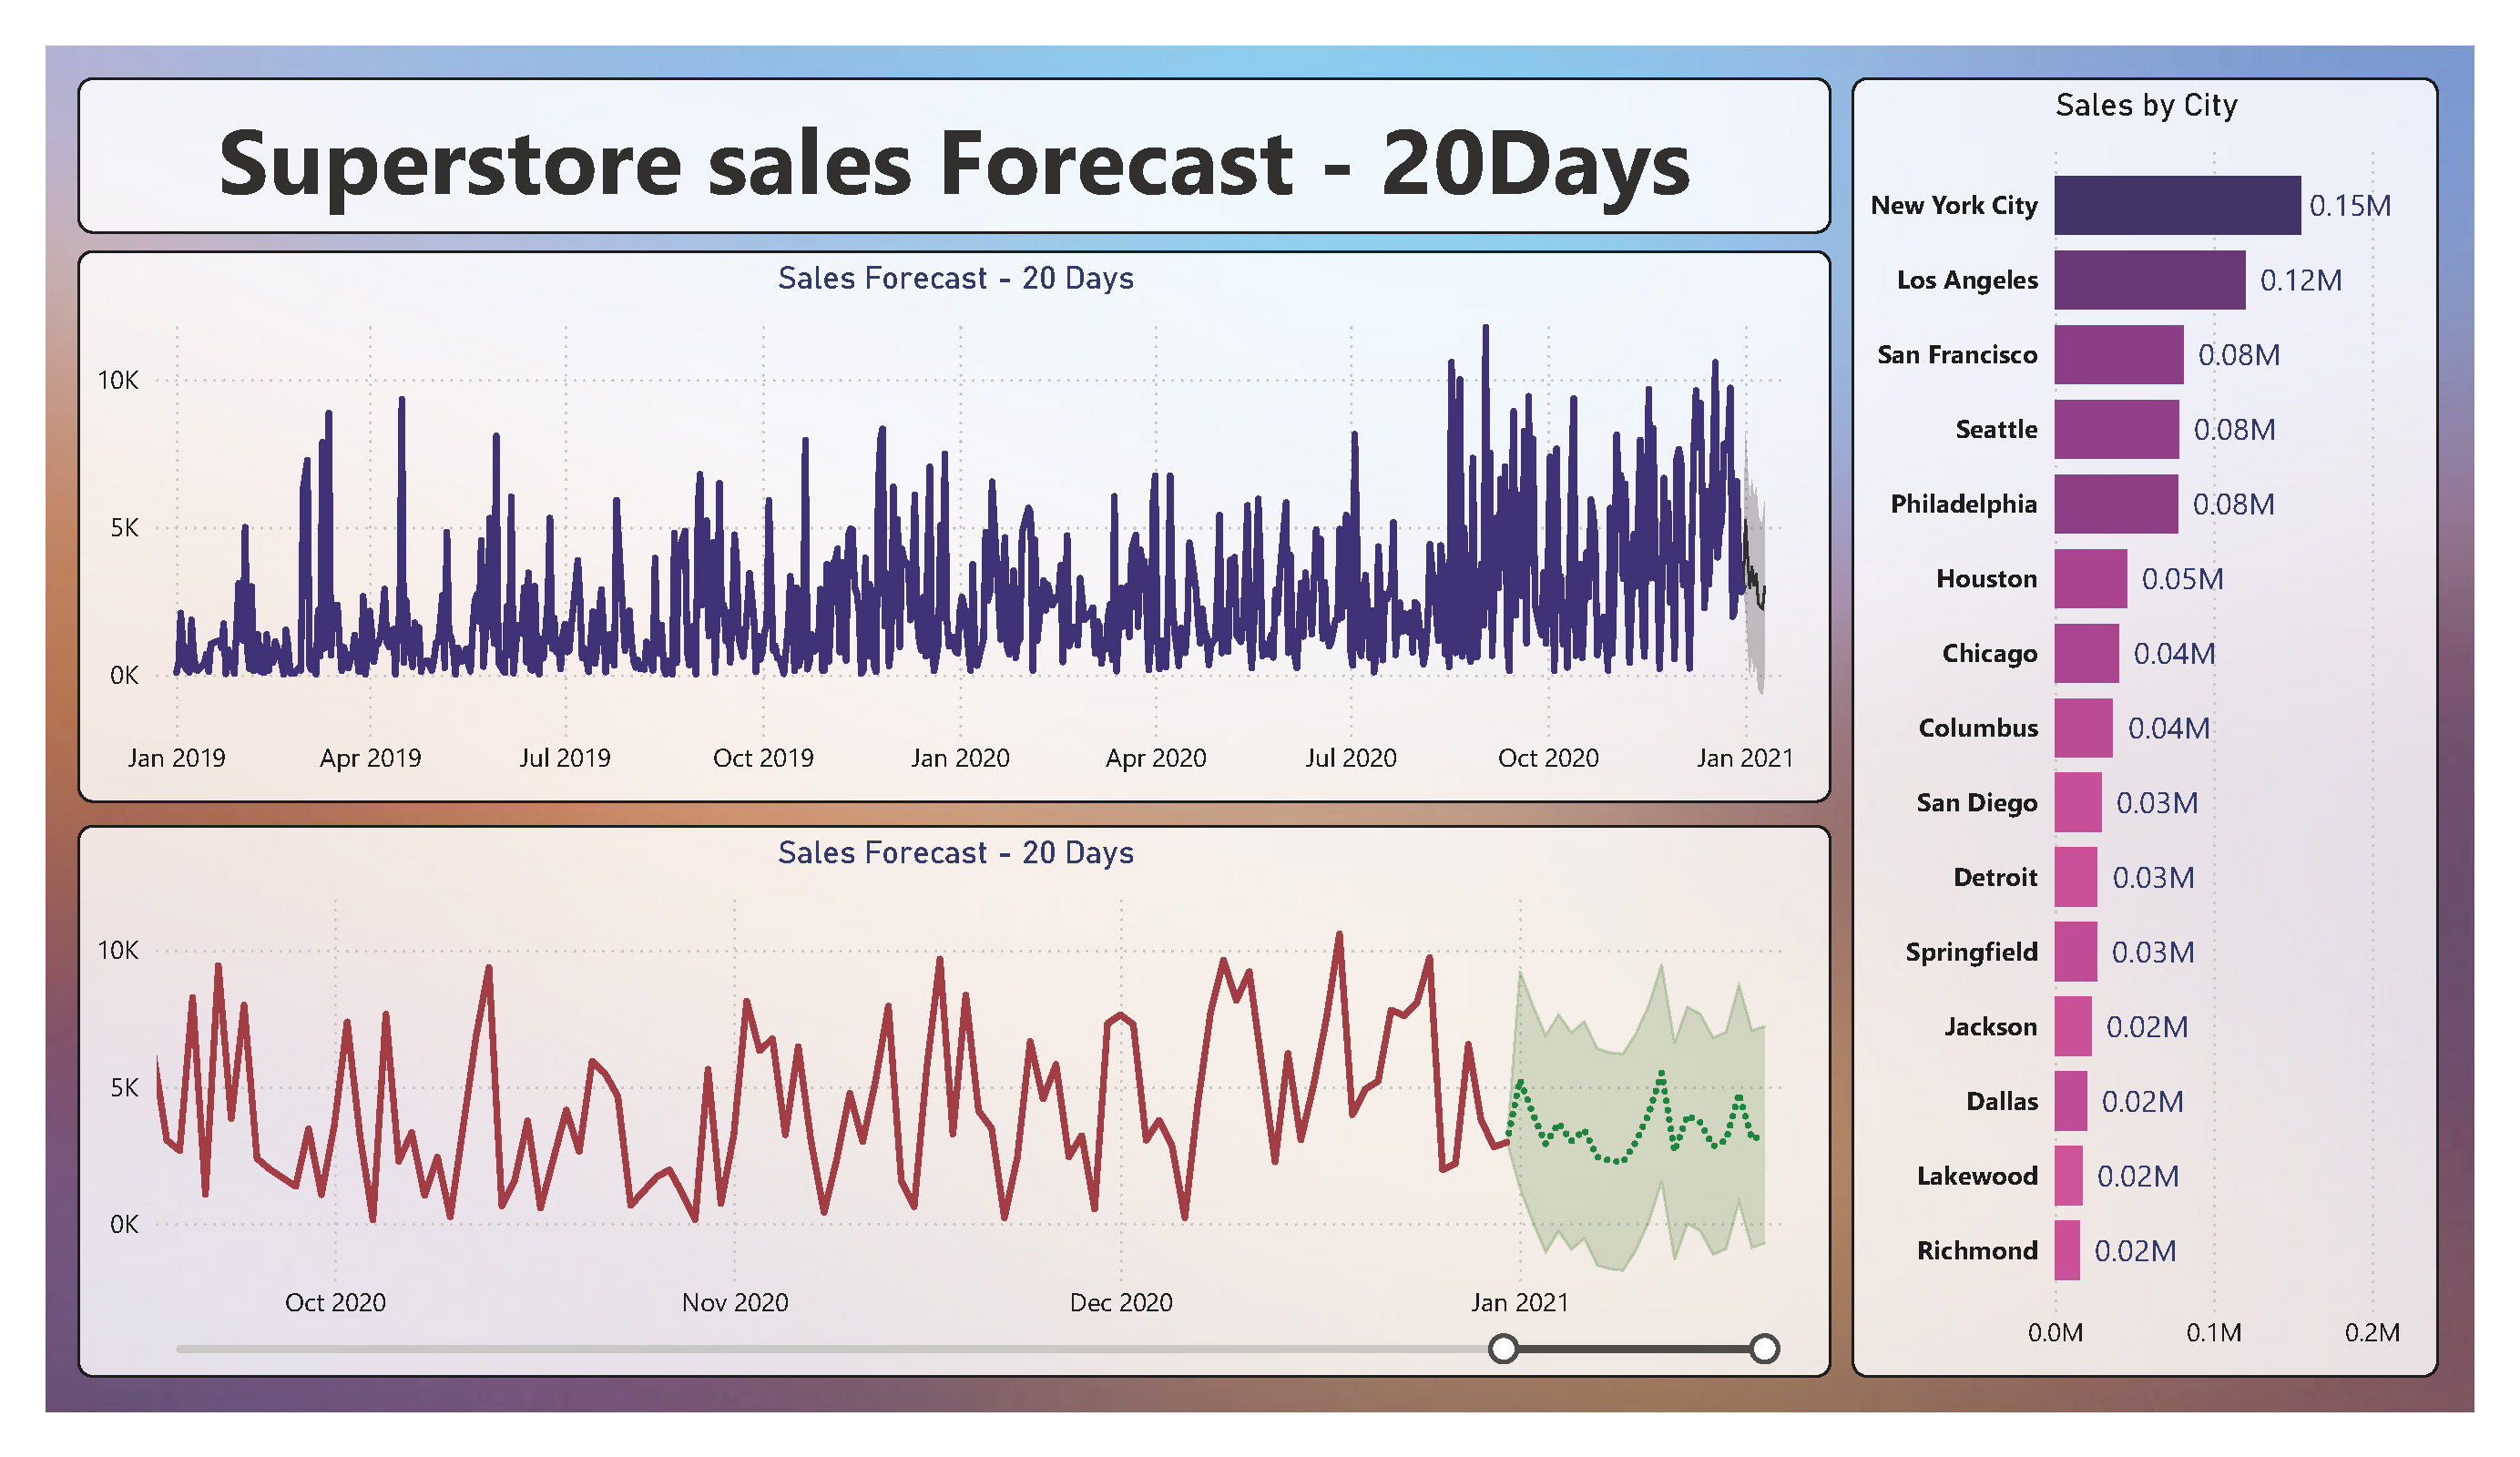 Superstore sales Forecast - 20Days
Sales Forecast - 20 Days
10K
5K
0K
Jan 2019 Apr 2019 Jul 2019 Oct 2019 Jan 2020 Apr 2020 Jul 2020 Oct 2020 Jan 2021
Sales Forecast - 20 Days
10K
5K
0K
Oct 2020 Nov 2020 Dec 2020 Jan 2021
Sales by City
New York City 0.15M
Los Angeles 0.12M
San Francisco 0.08M
Seattle 0.08M
Philadelphia 0.08M
Houston 0.05M
Chicago 0.04M
Columbus 0.04M
San Diego 0.03M
Detroit 0.03M
Springfield 0.03M
Jackson 0.02M
Dallas 0.02M
Lakewood 0.02M
Richmond 0.02M
0.0M 0.1M 0.2M